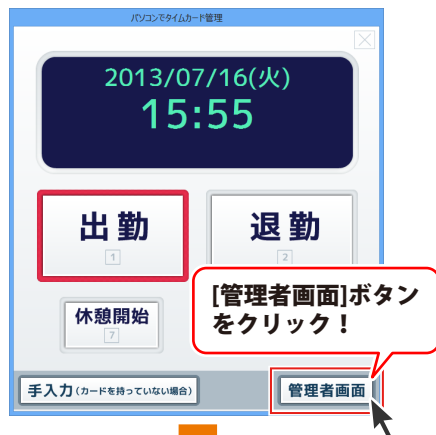 パソコンでタイムカード管理
2013/07/16(火)
15:55
出勤
1
退勤
2
[管理者画面]ボタン
をクリック！
休憩開始
7
手入力(カードを持っていない場合)
管理者画面